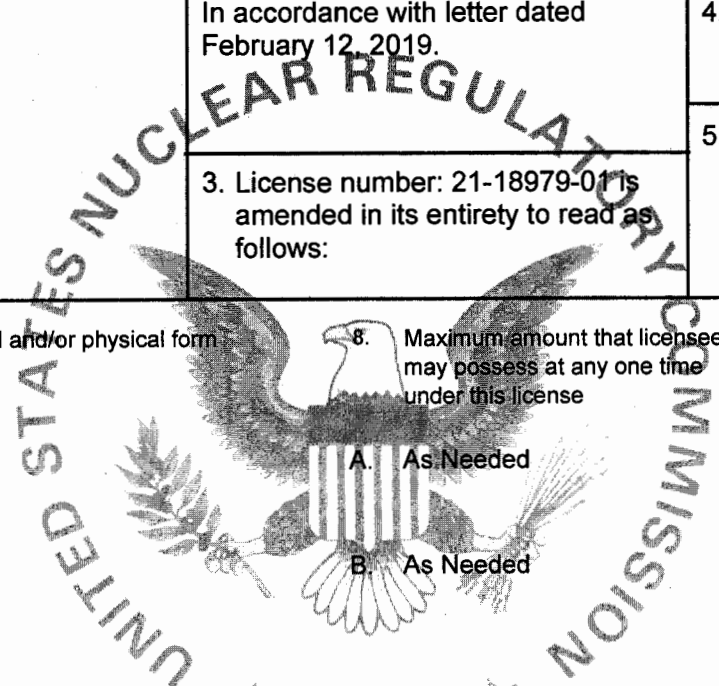 In accordance with letter dated
February 12, 2019.
4
5
3. License number: 21-18979-01 is
amended in its entirety to read as
follows:
and/or physical form
8. Maximum amount that licensee
may possess at any one time
under this license
A. As Needed
B. As Needed
UNITED STATES NUCLEAR REGULATORY COMMISSION